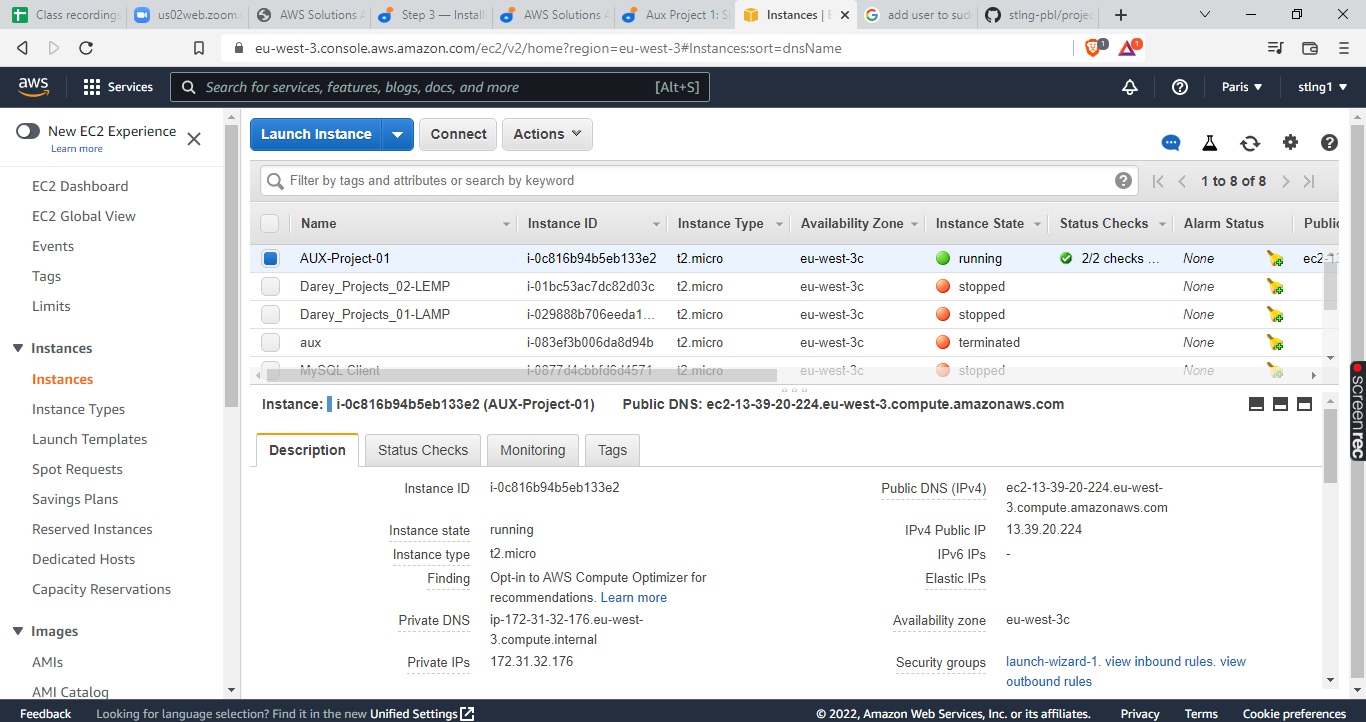 Class recordings
us02web.zoom.u
AWS Solutions A
Step 3 — Install
AWS Solutions A
Aux Project 1: S
Instances | E
add user to sud
stlng-pbl/projec
eu-west-3.console.aws.amazon.com/ec2/v2/home?region=eu-west-3#Instances:sort=dnsName
1
1
aws
Services
Search for services, features, blogs, docs, and more
[Alt+S]
Paris
stlng1
New EC2 Experience
Learn more
EC2 Dashboard
EC2 Global View
Events
Tags
Limits
Instances
Instances
Instance Types
Launch Templates
Spot Requests
Savings Plans
Reserved Instances
Dedicated Hosts
Capacity Reservations
Images
AMIs
AMI Catalog
Launch Instance
Connect
Actions
Filter by tags and attributes or search by keyword
1 to 8 of 8
Name Instance ID Instance Type Availability Zone Instance State Status Checks Alarm Status Public
AUX-Project-01 i-0c816b94b5eb133e2 t2.micro eu-west-3c running 2/2 checks ... None ec2-13
Darey_Projects_02-LEMP i-01bc53ac7dc82d03c t2.micro eu-west-3c stopped None
Darey_Projects_01-LAMP i-029888b706eeda1... t2.micro eu-west-3c stopped None
aux i-083ef3b006da8d94b t2.micro eu-west-3c terminated None
MySQL Client i-0877d4cbbfd6d4571 t2.micro eu-west-3c stopped None
Instance: i-0c816b94b5eb133e2 (AUX-Project-01) Public DNS: ec2-13-39-20-224.eu-west-3.compute.amazonaws.com
Description
Status Checks
Monitoring
Tags
Instance ID i-0c816b94b5eb133e2
Instance state running
Instance type t2.micro
Finding Opt-in to AWS Compute Optimizer for
recommendations. Learn more
Private DNS ip-172-31-32-176.eu-west-
3.compute.internal
Private IPs 172.31.32.176
Public DNS (IPv4) ec2-13-39-20-224.eu-west-
3.compute.amazonaws.com
IPv4 Public IP 13.39.20.224
IPv6 IPs -
Elastic IPs
Availability zone eu-west-3c
Security groups launch-wizard-1. view inbound rules. view
outbound rules
screenrec
Feedback
Looking for language selection? Find it in the new Unified Settings
© 2022, Amazon Web Services, Inc. or its affiliates.
Privacy
Terms
Cookie preferences